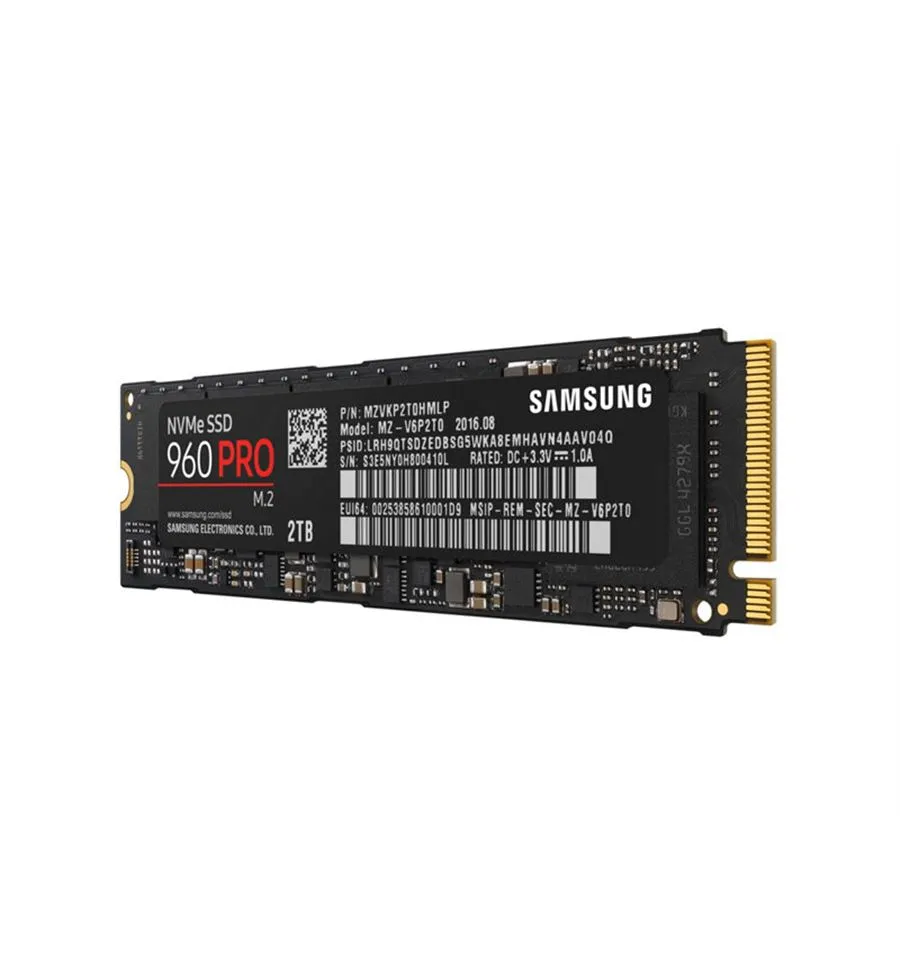 SAMSUNG
NVMe SSD
960 PRO
M.2
www.samsung.com/ssd
SAMSUNG ELECTRONICS CO., LTD.
2TB
P/N: MZVKP2T0HMLP
Model: MZ - V6P2T0 2016.08
PSID:LRH9QTSDZEDBSG5WKA8EMHAVN4AAV04Q
S/N: S3E5NY0H800410L RATED: DC+3.3V 1.0A
EUI64: 00253858610001D9 MSIP-REM-SEC-MZ-V6P2T0
GGL4279X